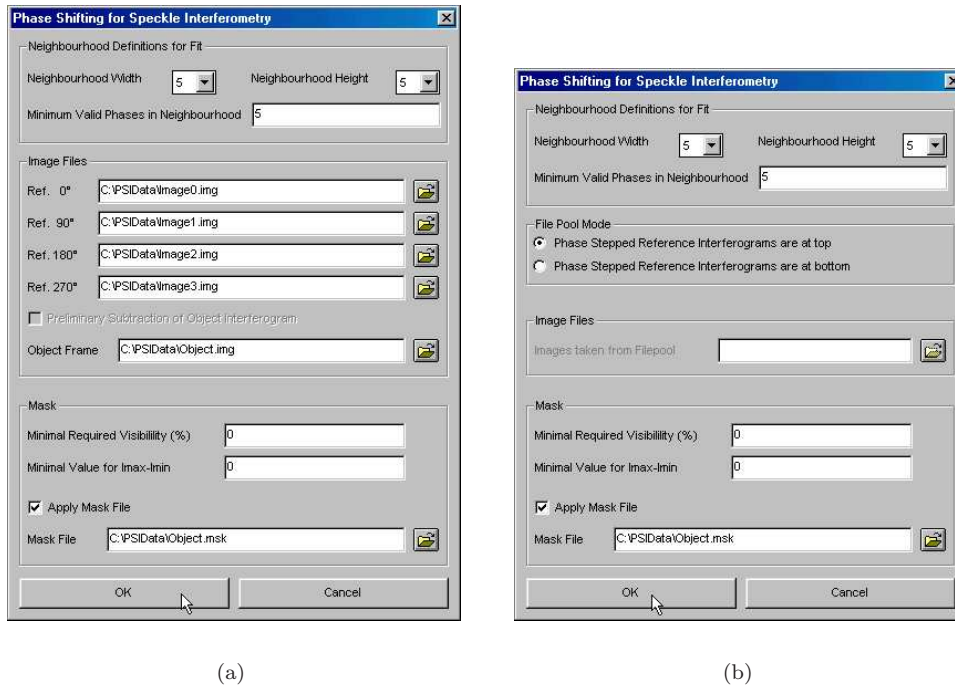 Phase Shifting for Speckle Interferometry
Neighbourhood Definitions for Fit
Neighbourhood Width 5 Neighbourhood Height 5
Minimum Valid Phases in Neighbourhood 5
Image Files
Ref. 0° C:\PSIData\Image0.img
Ref. 90° C:\PSIData\Image1.img
Ref. 180° C:\PSIData\Image2.img
Ref. 270° C:\PSIData\Image3.img
Preliminary Subtraction of Object Interferogram
Object Frame C:\PSIData\Object.img
Mask
Minimal Required Visibilility (%) 0
Minimal Value for Imax-Imin 0
Apply Mask File
Mask File C:\PSIData\Object.msk
OK Cancel
(a)
Phase Shifting for Speckle Interferometry
Neighbourhood Definitions for Fit
Neighbourhood Width 5 Neighbourhood Height 5
Minimum Valid Phases in Neighbourhood 5
File Pool Mode
Phase Stepped Reference Interferograms are at top
Phase Stepped Reference Interferograms are at bottom
Image Files
Images taken from Filepool
Mask
Minimal Required Visibilility (%) 0
Minimal Value for Imax-Imin 0
Apply Mask File
Mask File C:\PSIData\Object.msk
OK Cancel
(b)